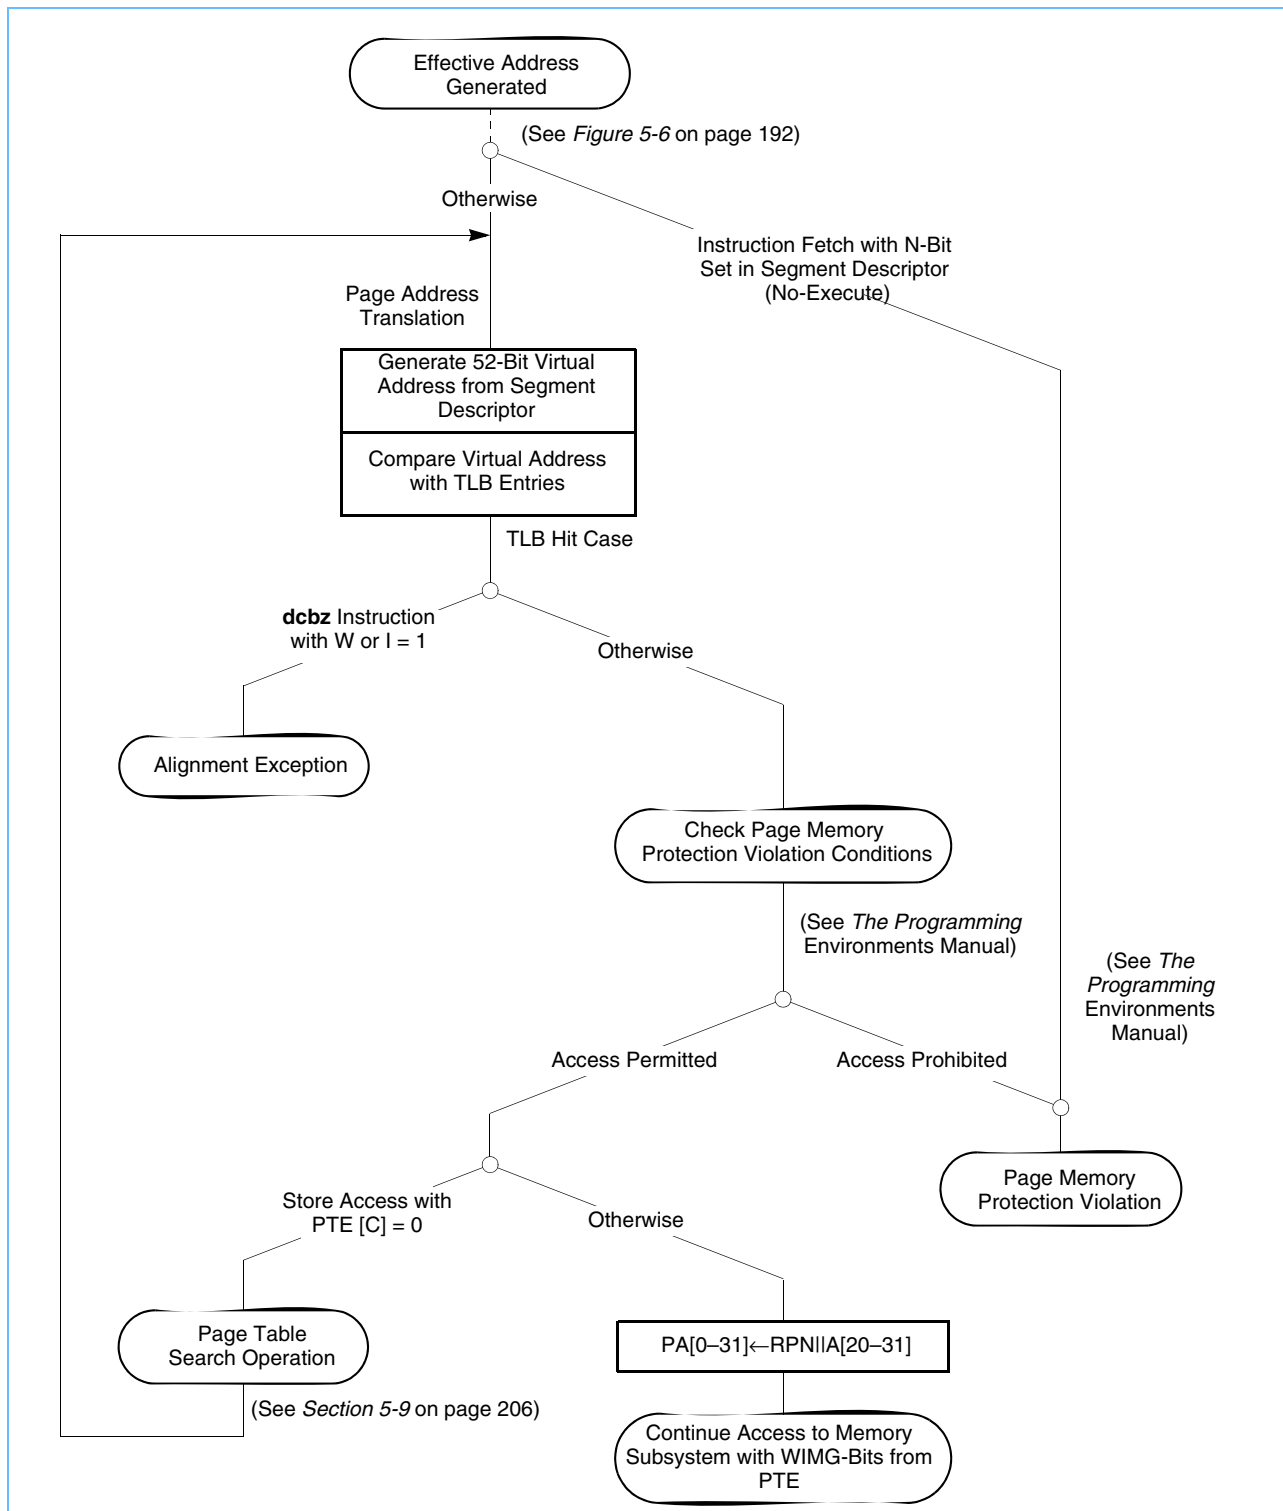 Effective Address
Generated
(See Figure 5-6 on page 192)
Otherwise
Instruction Fetch with N-Bit
Set in Segment Descriptor
(No-Execute)
Page Address
Translation
Generate 52-Bit Virtual
Address from Segment
Descriptor
Compare Virtual Address
with TLB Entries
TLB Hit Case
dcbz Instruction
with W or I = 1
Otherwise
Alignment Exception
Check Page Memory
Protection Violation Conditions
(See The Programming
Environments Manual)
(See The
Programming
Environments
Manual)
Access Permitted
Access Prohibited
Page Memory
Protection Violation
Store Access with
PTE [C] = 0
Otherwise
Page Table
Search Operation
(See Section 5-9 on page 206)
PA[0–31]←RPN||A[20–31]
Continue Access to Memory
Subsystem with WIMG-Bits from
PTE